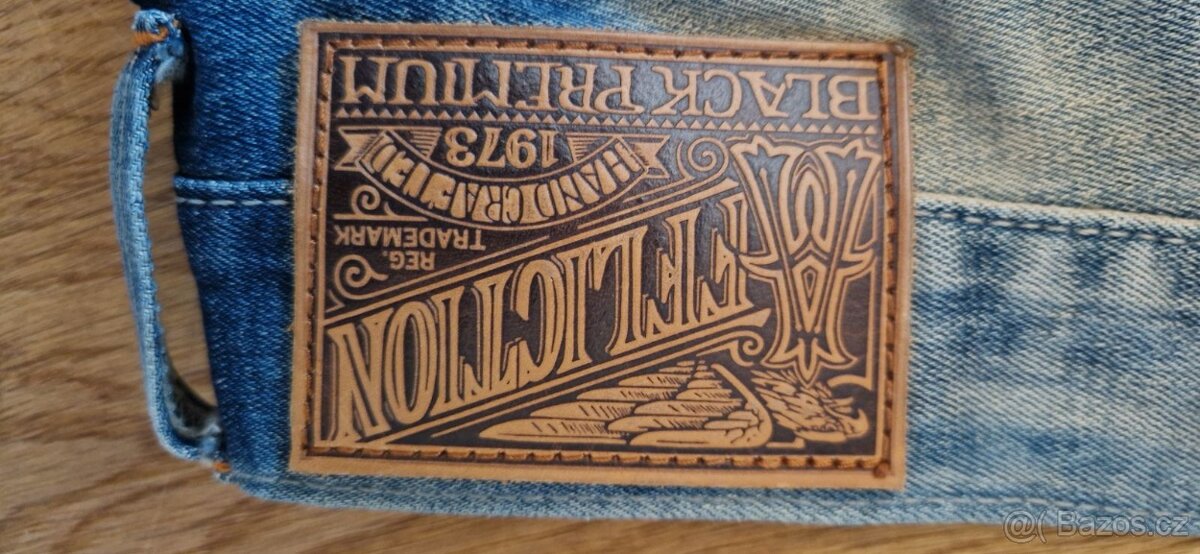 AFFLICTION
REG.
TRADEMARK
HANDCRAFTED
1973
BLACK PREMIUM
@( Bazos.cz